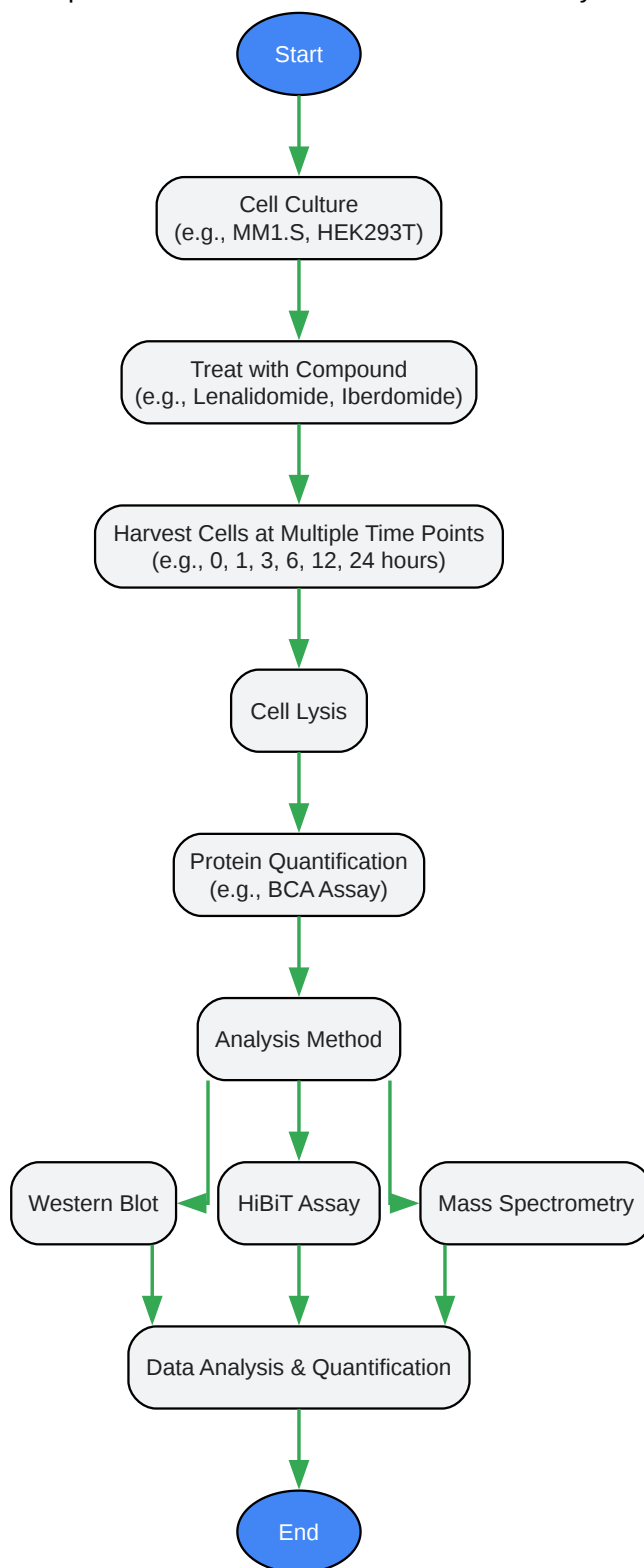 Start
Cell Culture
(e.g., MM1.S, HEK293T)
Treat with Compound
(e.g., Lenalidomide, Iberdomide)
Harvest Cells at Multiple Time Points
(e.g., 0, 1, 3, 6, 12, 24 hours)
Cell Lysis
Protein Quantification
(e.g., BCA Assay)
Analysis Method
Western Blot
HiBiT Assay
Mass Spectrometry
Data Analysis & Quantification
End